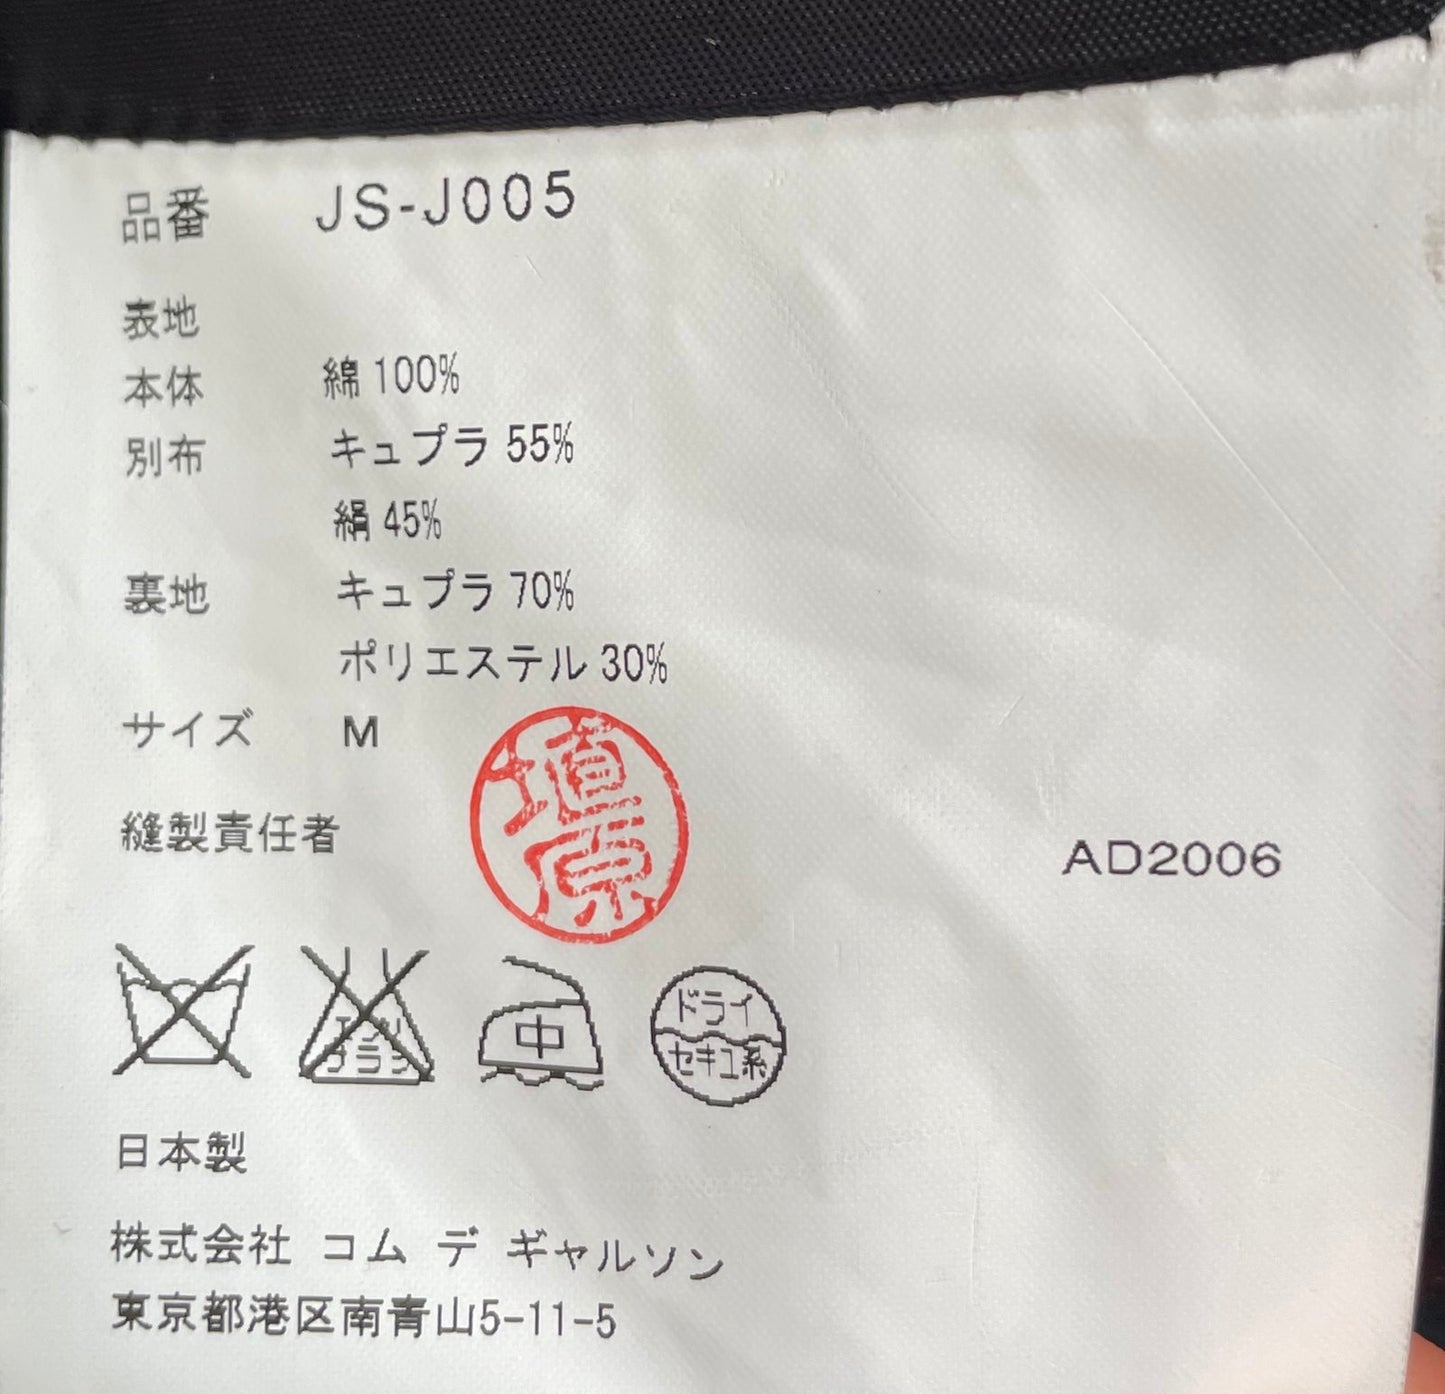 品番 JS-J005
表地
本体 綿 100%
別布 キュプラ 55%
絹 45%
裏地 キュプラ 70%
ポリエステル 30%
サイズ M
縫製責任者
AD2006
中
ドライ
セキユ系
日本製
株式会社 コム デ ギャルソン
東京都港区南青山5-11-5